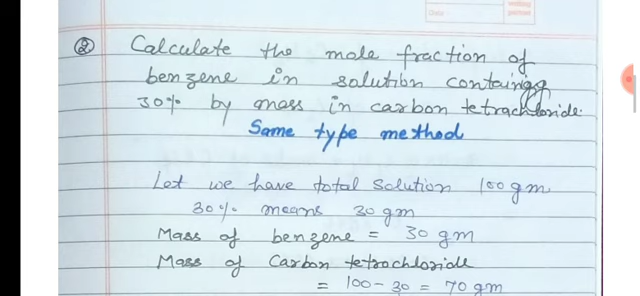 ② Calculate the mole fraction of
benzene in solution containgg
30% by mass in carbon tetrachloride.
Same type method
Let we have total solution 100 gm
30% means 30 gm
Mass of benzene = 30 gm
Mass of Carbon tetrachloride
= 100 - 30 = 70 gm